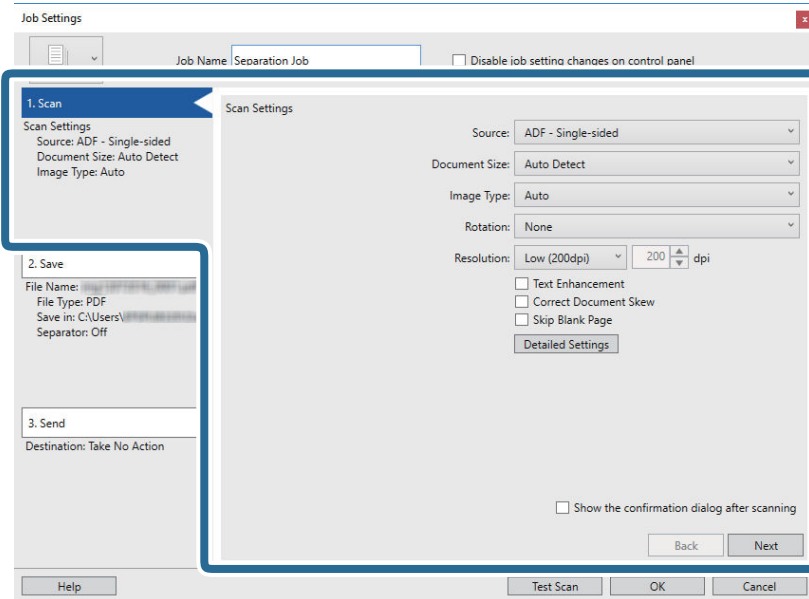 Job Settings
x
Job Name Separation Job Disable job setting changes on control panel
1. Scan
Scan Settings
Source: ADF - Single-sided
Document Size: Auto Detect
Image Type: Auto
Scan Settings
Source: ADF - Single-sided
Document Size: Auto Detect
Image Type: Auto
Rotation: None
Resolution: Low (200dpi) 200 dpi
Text Enhancement
Correct Document Skew
Skip Blank Page
Detailed Settings
2. Save
File Name:
File Type: PDF
Save in: C:\Users\
Separator: Off
3. Send
Destination: Take No Action
Show the confirmation dialog after scanning
Back Next
Help Test Scan OK Cancel